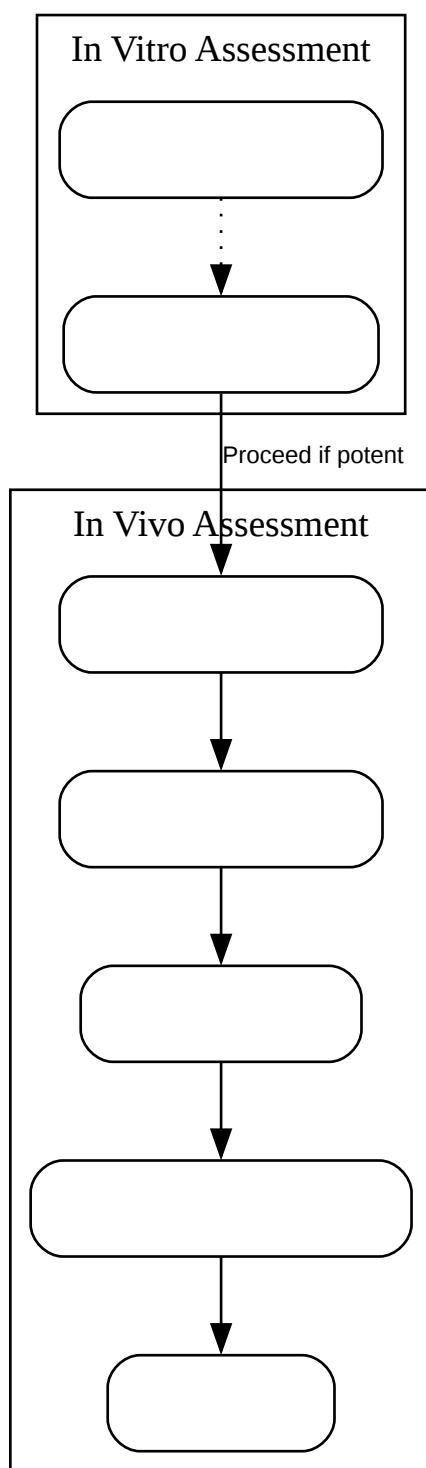 In Vitro Assessment
Proceed if potent
In Vivo Assessment